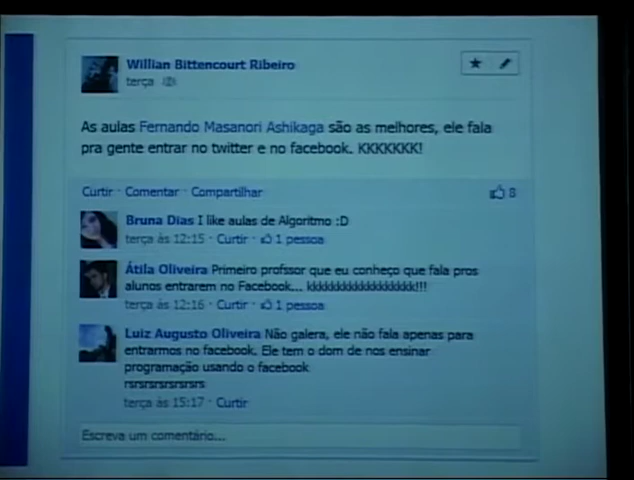 Willian Bittencourt Ribeiro
terça
As aulas Fernando Masanori Ashikaga são as melhores, ele fala
pra gente entrar no twitter e no facebook. KKKKKKK!
Curtir · Comentar · Compartilhar 8
Bruna Dias I like aulas de Algoritmo :D
terça às 12:15 · Curtir · 1 pessoa
Átila Oliveira Primeiro profssor que eu conheço que fala pros
alunos entrarem no Facebook... kkkkkkkkkkkkkkkkkk!!!
terça às 12:16 · Curtir · 1 pessoa
Luiz Augusto Oliveira Não galera, ele não fala apenas para
entrarmos no facebook. Ele tem o dom de nos ensinar
programação usando o facebook
rsrsrsrsrsrsrs
terça às 15:17 · Curtir
Escreva um comentário...